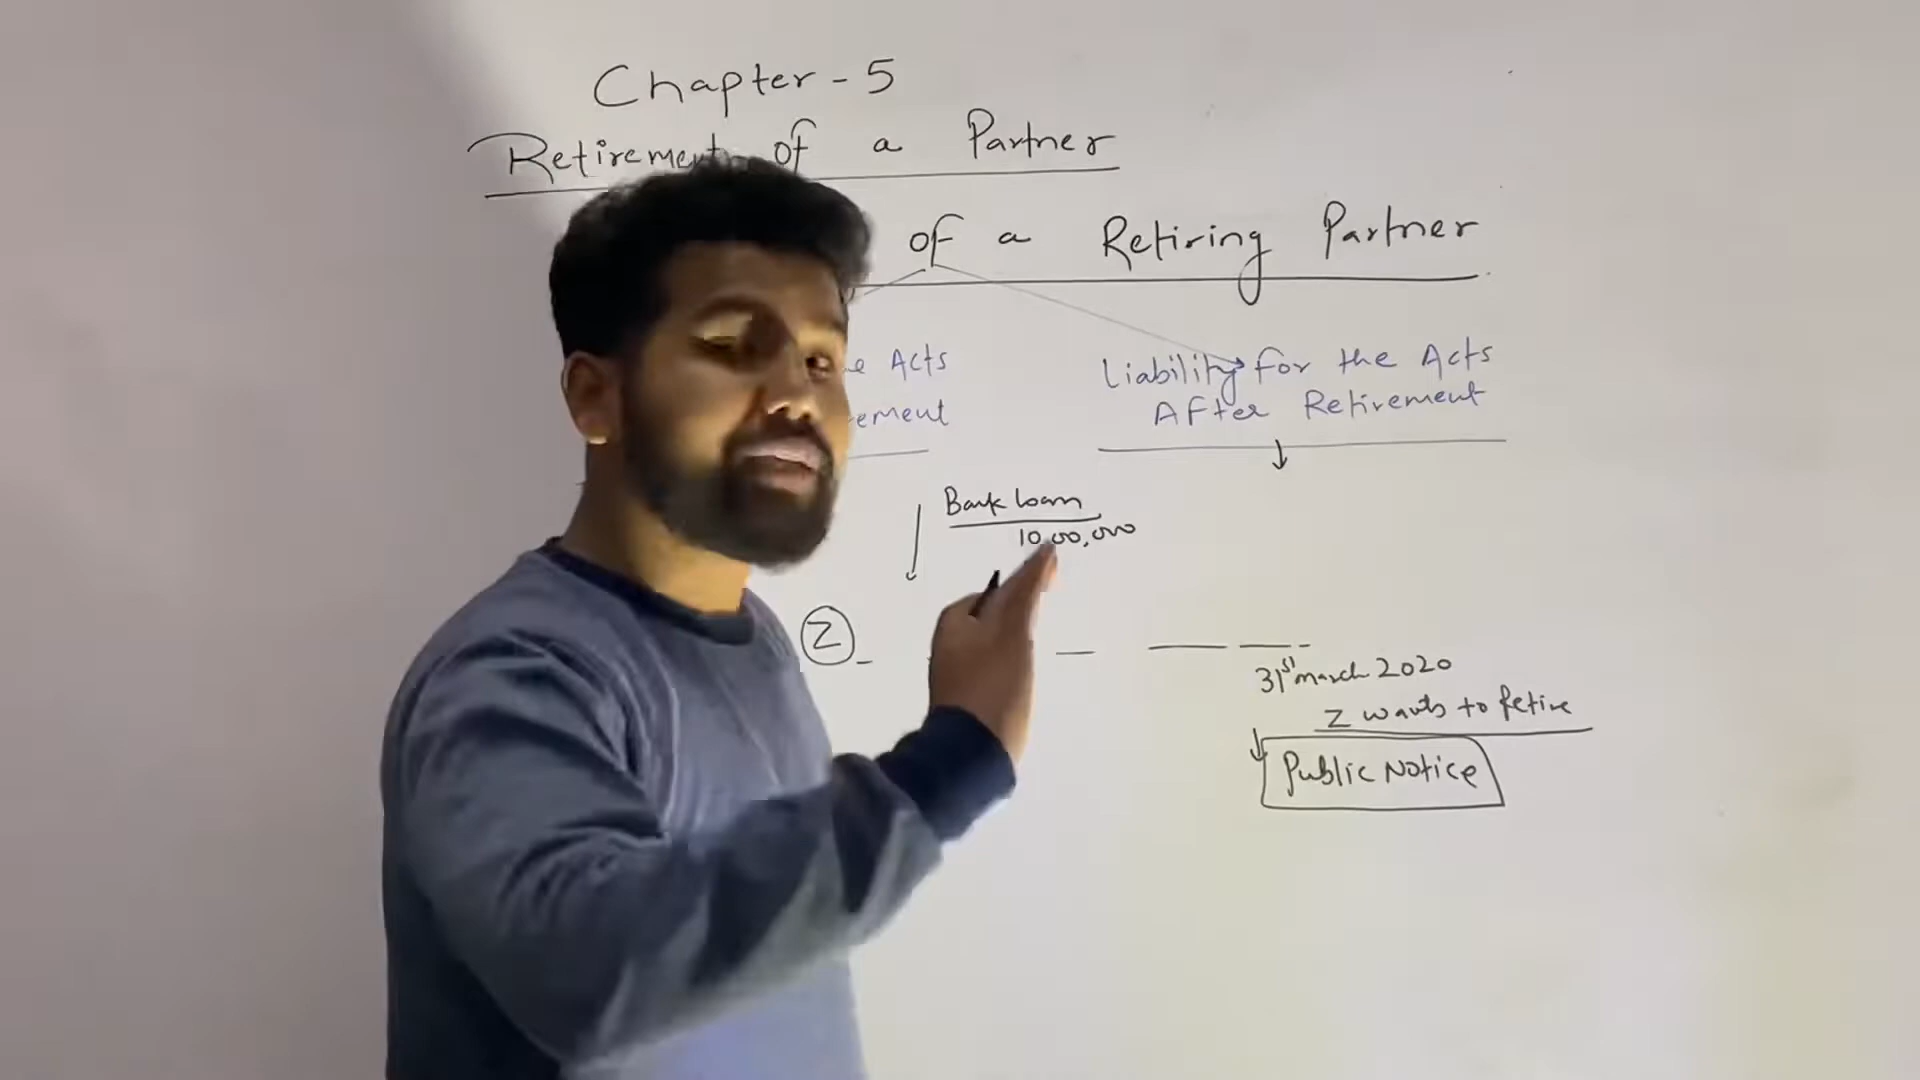 Chapter - 5
Retirement of a Partner
of a Retiring Partner
e Acts
ement
Liability for the Acts
After Retirement
Bank loan
10,00,000
Z
31st march 2020
Z wants to Retire
Public Notice